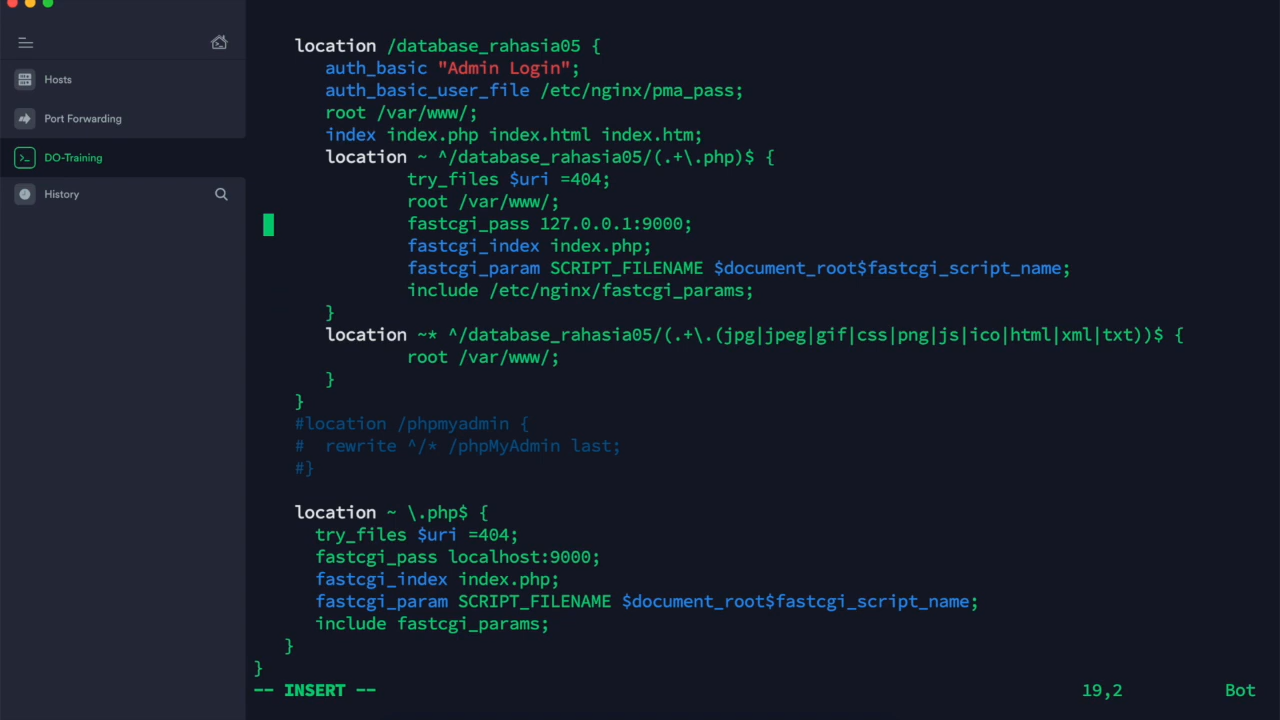 Hosts
Port Forwarding
DO-Training
History
location /database_rahasia05 {
auth_basic "Admin Login";
auth_basic_user_file /etc/nginx/pma_pass;
root /var/www/;
index index.php index.html index.htm;
location ~ ^/database_rahasia05/(.+\.php)$ {
try_files $uri =404;
root /var/www/;
fastcgi_pass 127.0.0.1:9000;
fastcgi_index index.php;
fastcgi_param SCRIPT_FILENAME $document_root$fastcgi_script_name;
include /etc/nginx/fastcgi_params;
}
location ~* ^/database_rahasia05/(.+\.(jpg|jpeg|gif|css|png|js|ico|html|xml|txt))$ {
root /var/www/;
}
}
#location /phpmyadmin {
#  rewrite ^/* /phpMyAdmin last;
#}
location ~ \.php$ {
try_files $uri =404;
fastcgi_pass localhost:9000;
fastcgi_index index.php;
fastcgi_param SCRIPT_FILENAME $document_root$fastcgi_script_name;
include fastcgi_params;
}
}
-- INSERT -- 19,2 Bot